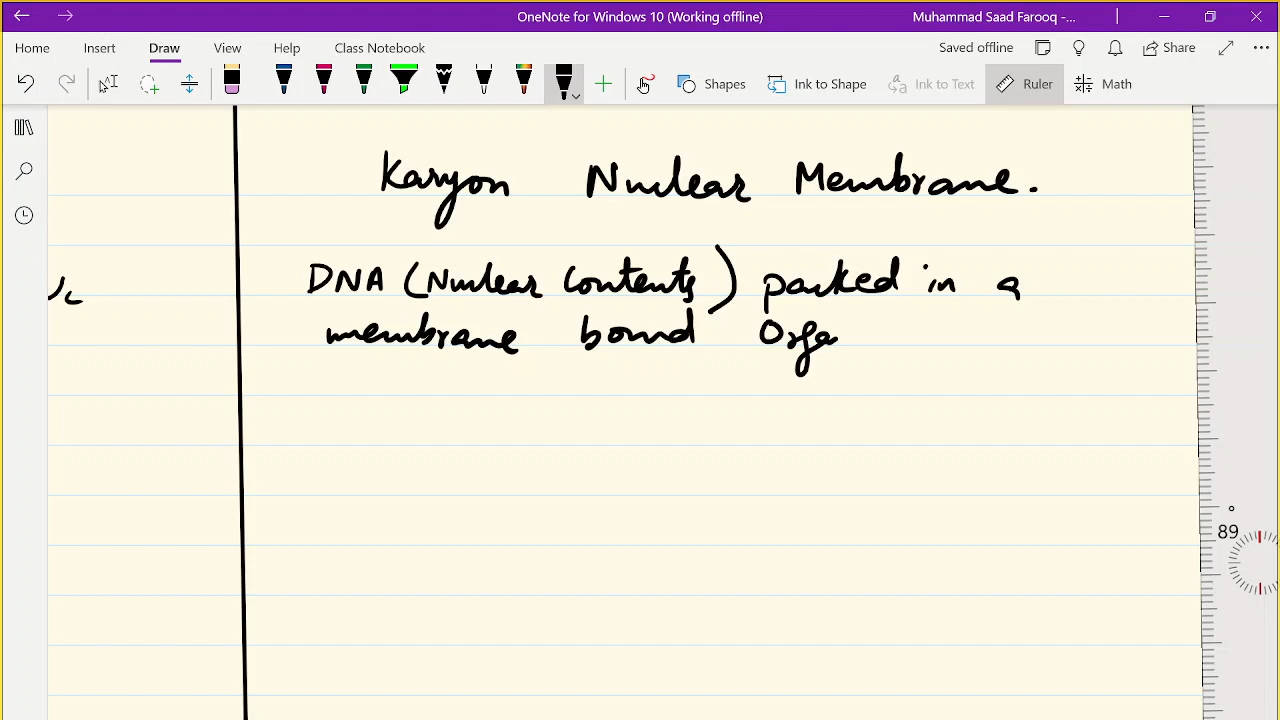 OneNote for Windows 10 (Working offline)
Muhammad Saad Farooq -...
Home Insert Draw View Help Class Notebook
Saved offline Share
Shapes Ink to Shape Ink to Text Ruler Math
Karyon Nuclear Membrane.
DNA (Nuclear Contents) packed in a
membrane bound Orga
89